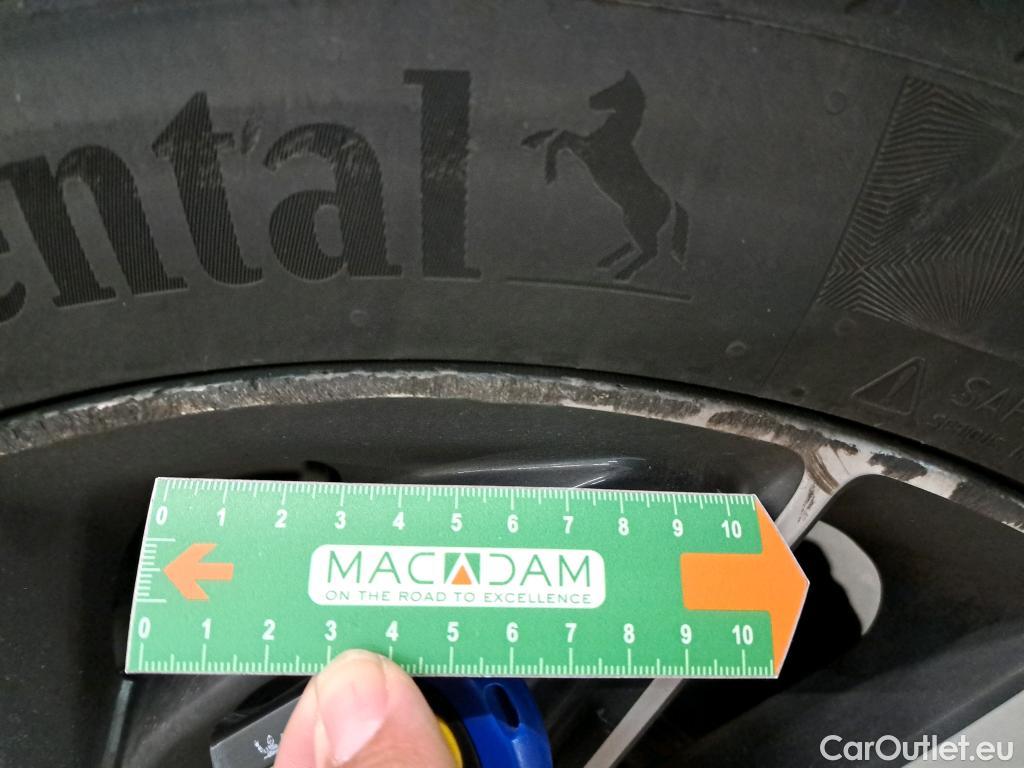 ental
SAF
0 1 2 3 4 5 6 7 8 9 10
MACADAM
ON THE ROAD TO EXCELLENCE
0 1 2 3 4 5 6 7 8 9 10
CarOutlet.eu